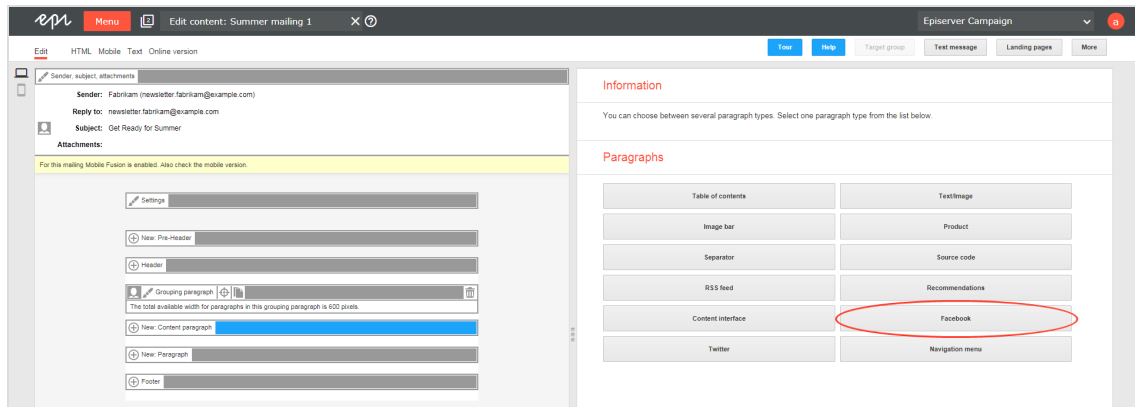 epi Menu 2 Edit content: Summer mailing 1 Episerver Campaign a
Edit HTML Mobile Text Online version Tour Help Target group Test message Landing pages More
Sender, subject, attachments
Sender: Fabrikam (newsletter.fabrikam@example.com)
Reply to: newsletter.fabrikam@example.com
Subject: Get Ready for Summer
Attachments:
For this mailing Mobile Fusion is enabled. Also check the mobile version.
Settings
New: Pre-Header
Header
Grouping paragraph
The total available width for paragraphs in this grouping paragraph is 600 pixels.
New: Content paragraph
New: Paragraph
Footer
Information
You can choose between several paragraph types. Select one paragraph type from the list below.
Paragraphs
Table of contents Text/Image
Image bar Product
Separator Source code
RSS feed Recommendations
Content interface Facebook
Twitter Navigation menu